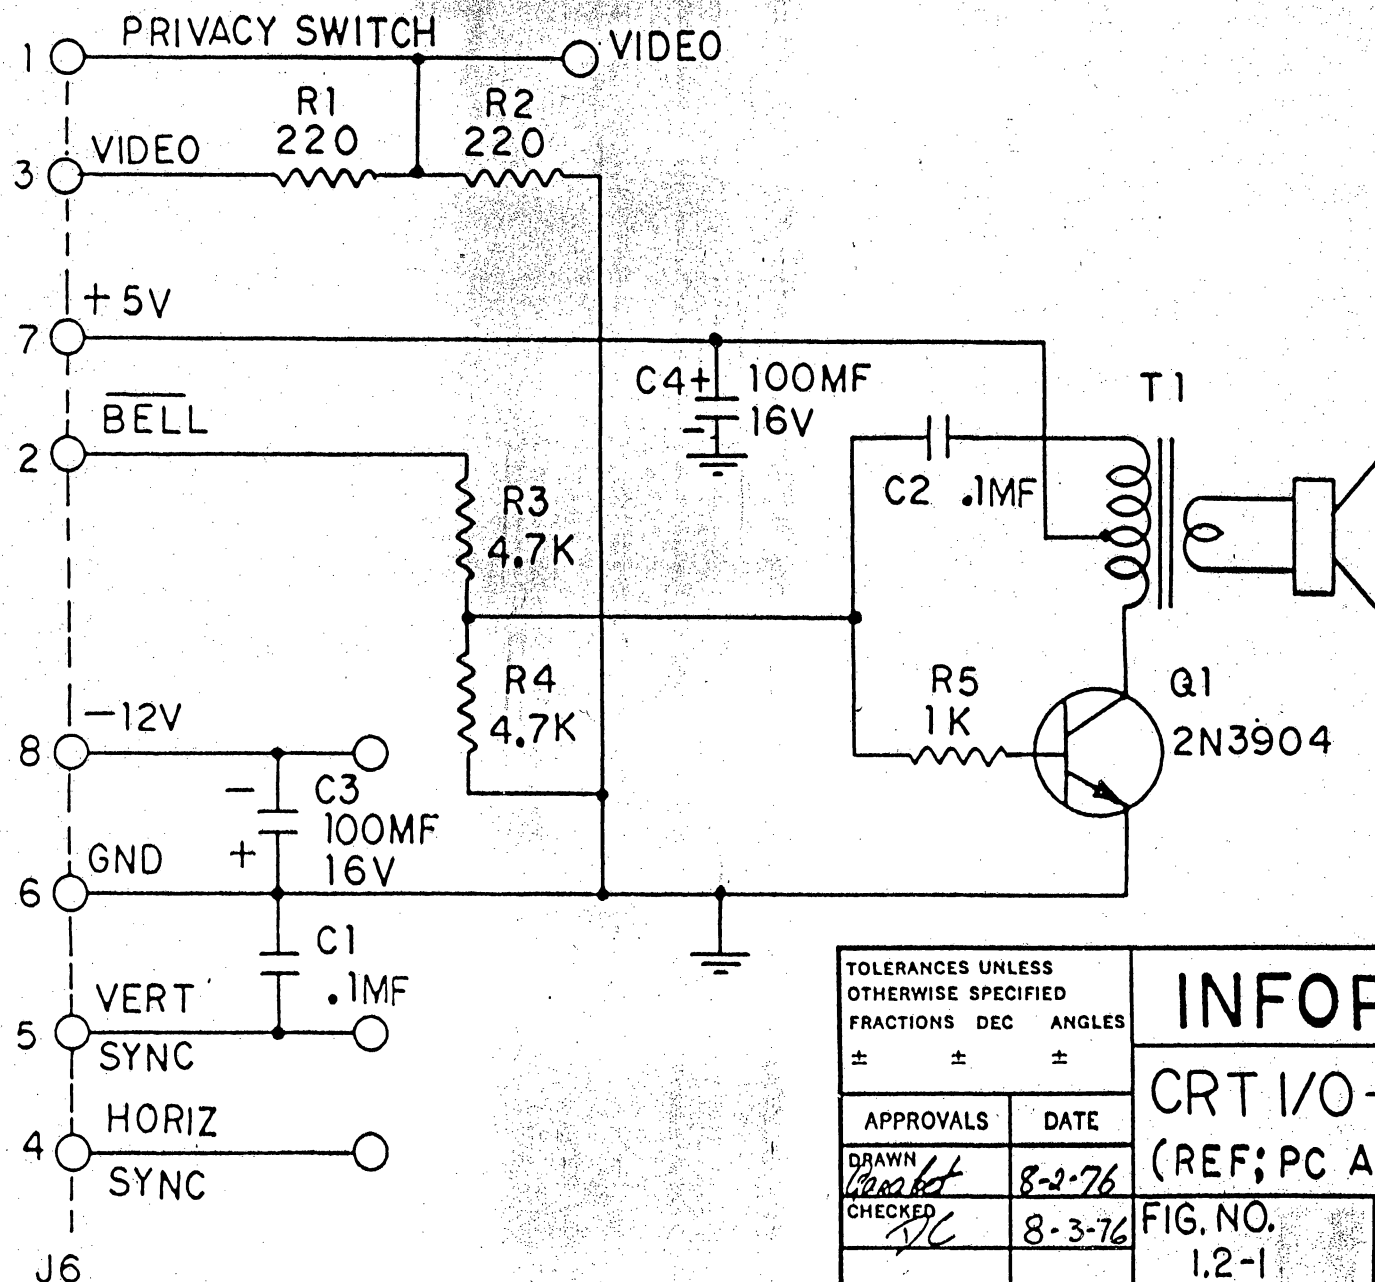 1 PRIVACY SWITCH VIDEO
R1 220
R2 220
3 VIDEO
7 +5V
C4 + 100MF
- 16V
2 B̅E̅L̅L̅
T1
C2 .1MF
R3
4.7K
R4
4.7K
R5
1K
Q1
2N3904
8 -12V
- C3
100MF
+ 16V
6 GND
C1
.1MF
5 VERT
SYNC
4 HORIZ
SYNC
J6
TOLERANCES UNLESS
OTHERWISE SPECIFIED
FRACTIONS DEC ANGLES
± ± ±
APPROVALS DATE
DRAWN 8-2-76
CHECKED DC 8-3-76
INFOR
CRT I/O-
(REF; PC A
FIG. NO.
1.2-1